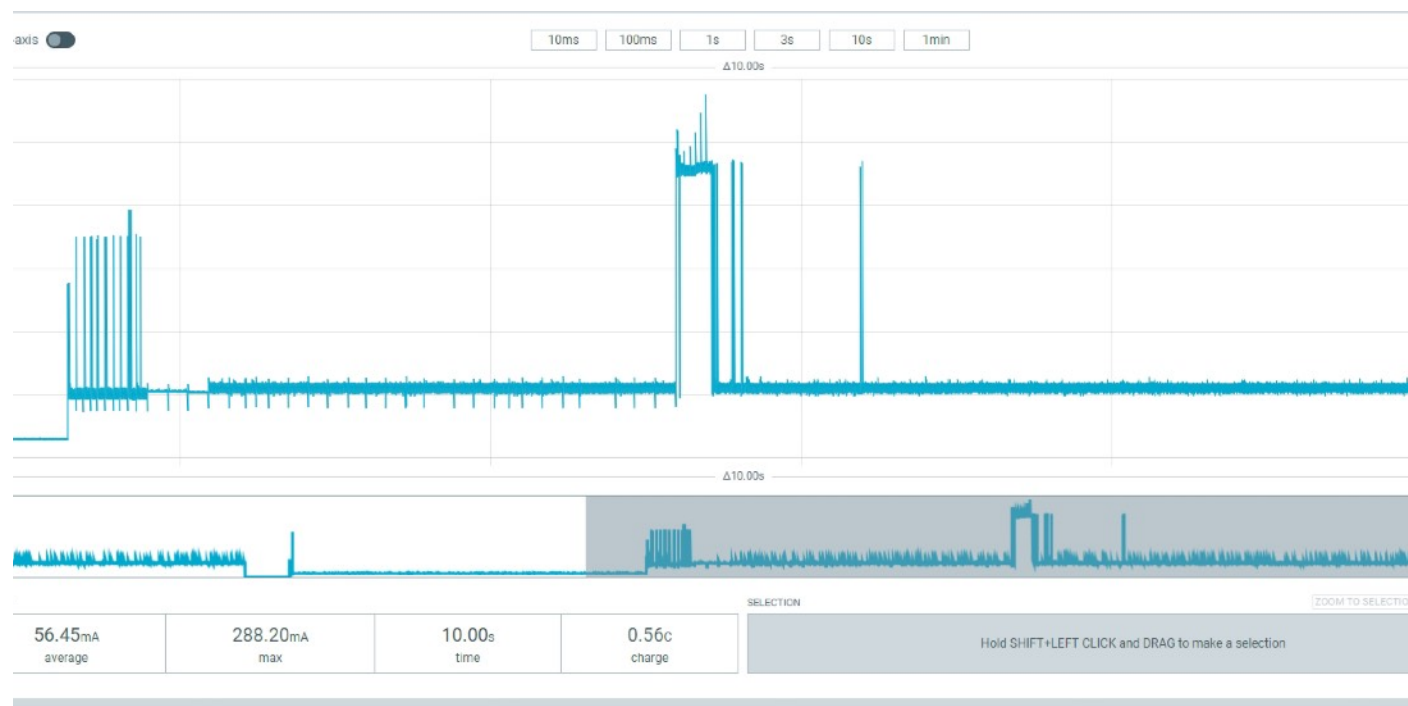 axis
10ms 100ms 1s 3s 10s 1min
Δ10.00s
Δ10.00s
SELECTION
ZOOM TO SELECTIO
56.45mA 288.20mA 10.00s 0.56c
average max time charge
Hold SHIFT+LEFT CLICK and DRAG to make a selection